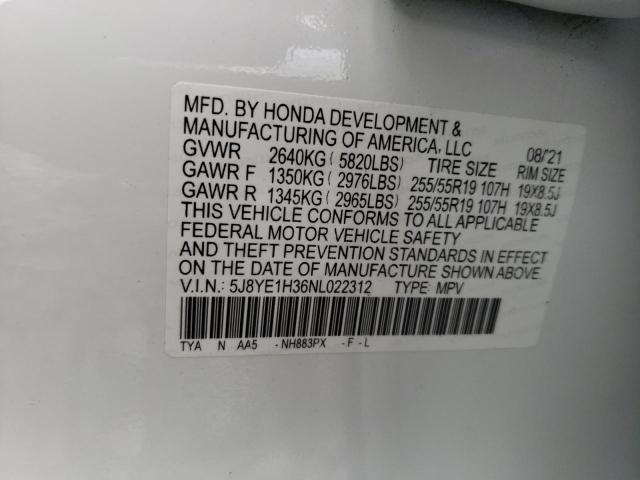 MFD. BY HONDA DEVELOPMENT &
MANUFACTURING OF AMERICA, LLC 08/'21
GVWR 2640KG ( 5820LBS) TIRE SIZE RIM SIZE
GAWR F 1350KG ( 2976LBS) 255/55R19 107H 19X8.5J
GAWR R 1345KG ( 2965LBS) 255/55R19 107H 19X8.5J
THIS VEHICLE CONFORMS TO ALL APPLICABLE
FEDERAL MOTOR VEHICLE SAFETY
AND THEFT PREVENTION STANDARDS IN EFFECT
ON THE DATE OF MANUFACTURE SHOWN ABOVE.
V.I.N.: 5J8YE1H36NL022312 TYPE: MPV
TYA N AA5 -NH883PX -F-L